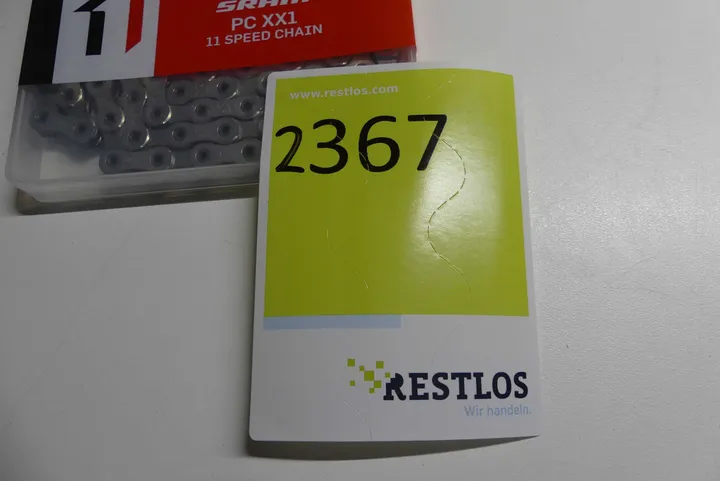 SRAM
PC XX1
11 SPEED CHAIN
www.restlos.com
2367
RESTLOS
Wir handeln.